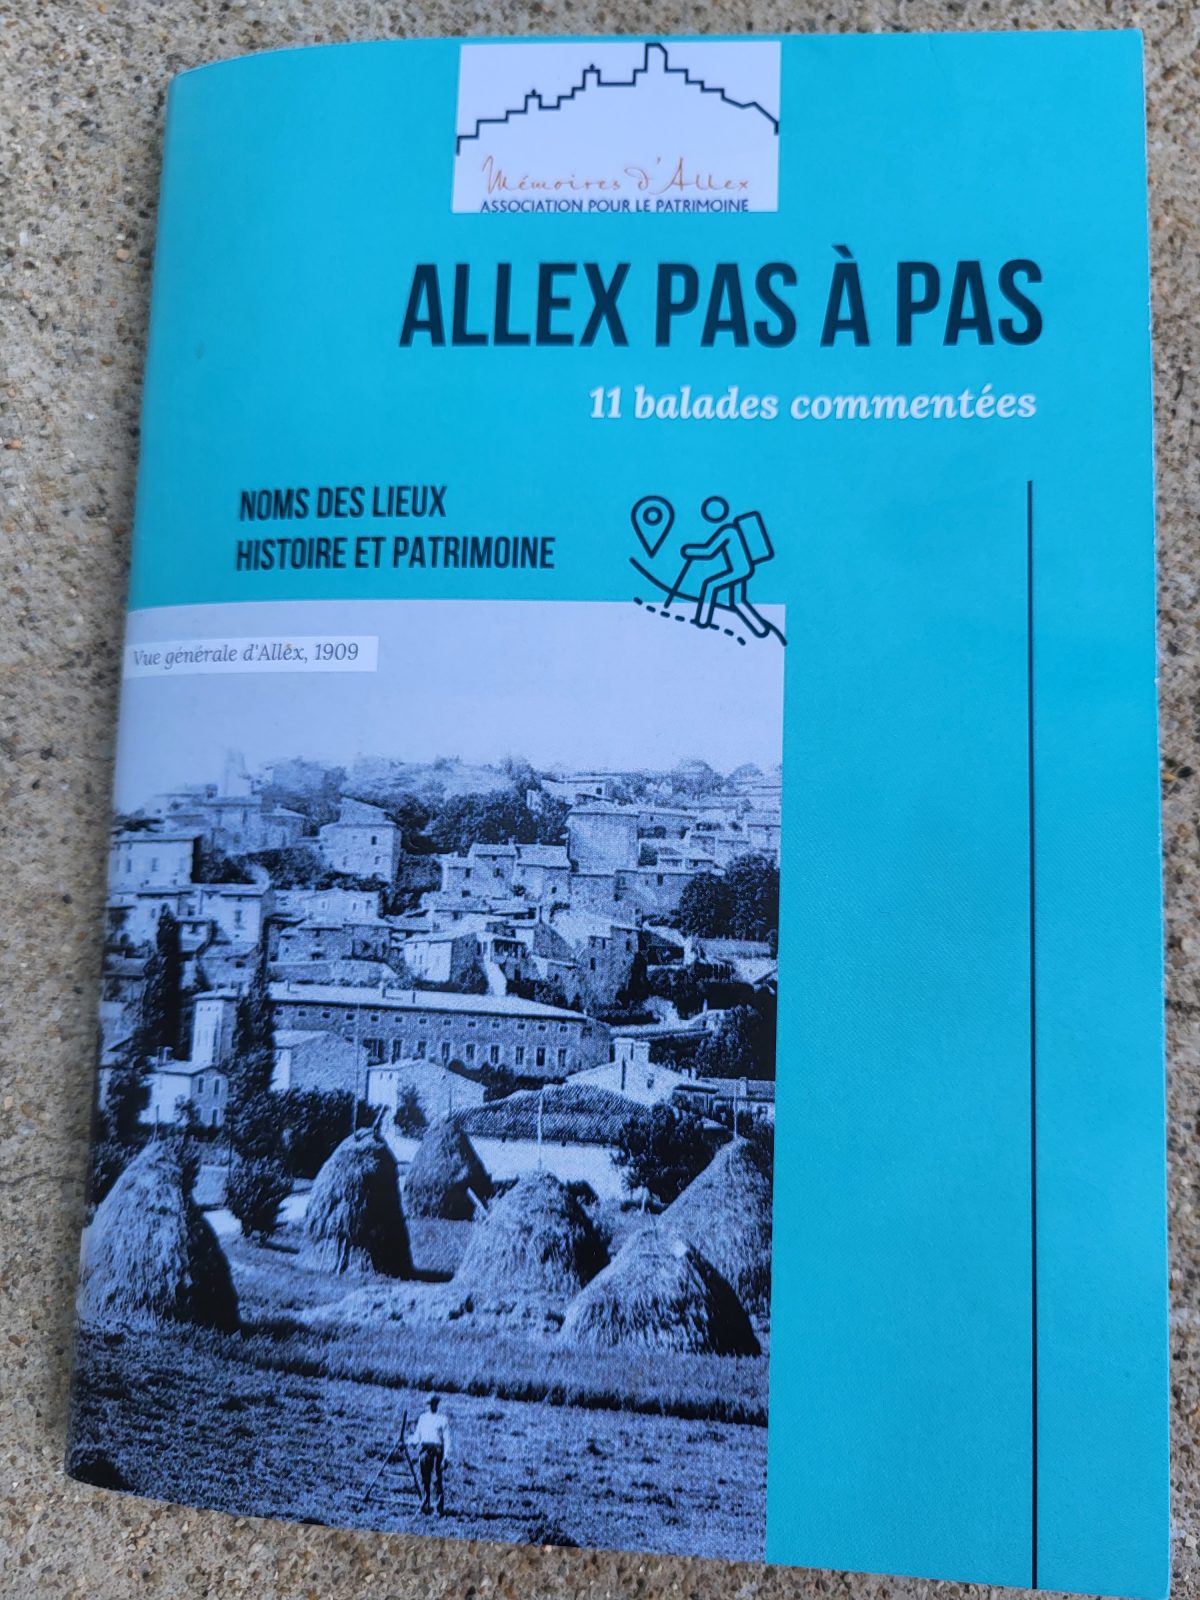 Mémoires d'Allex
ASSOCIATION POUR LE PATRIMOINE
ALLEX PAS À PAS
11 balades commentées
NOMS DES LIEUX
HISTOIRE ET PATRIMOINE
Vue générale d'Allex, 1909